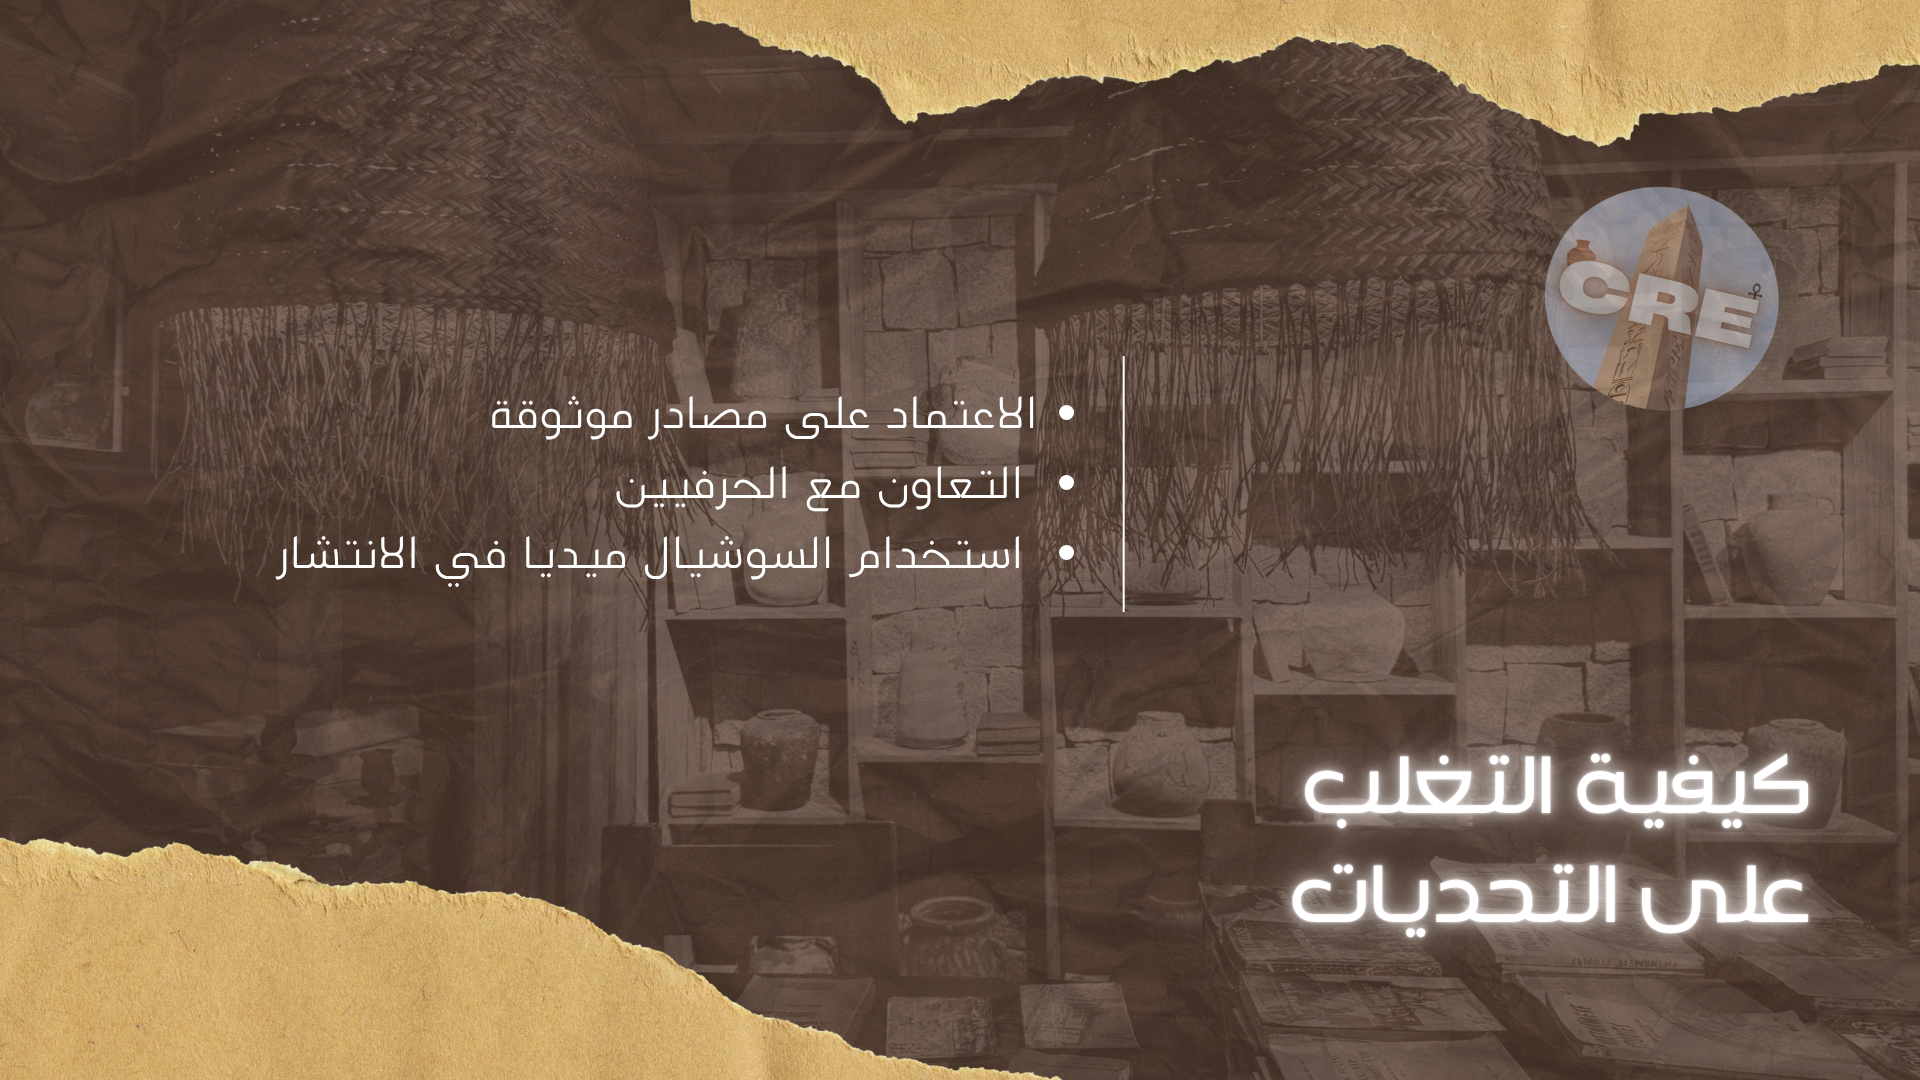 CRE
الاعتماد على مصادر موثوقة
التعاون مع الحرفيين
استخدام السوشيال ميديا في الانتشار
كيفية التغلب
على التحديات